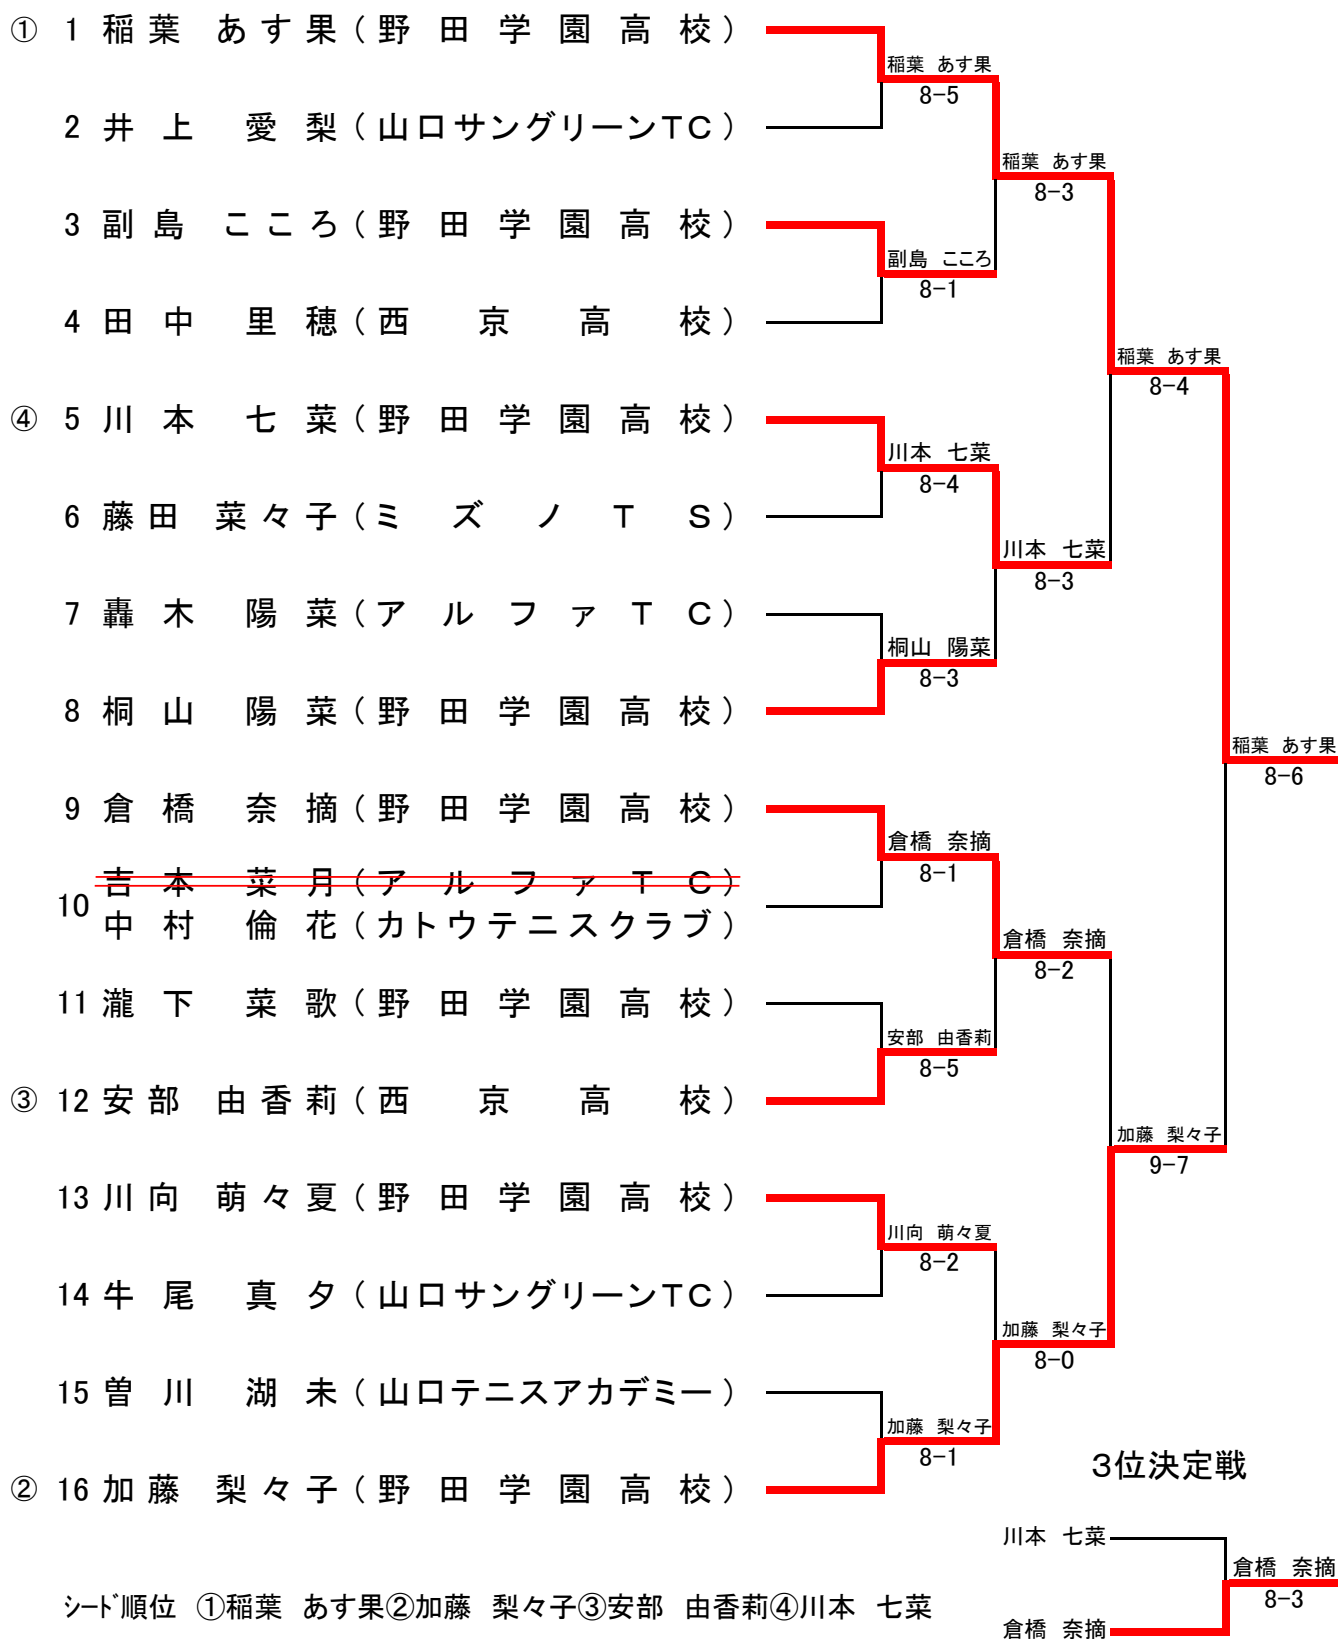 ① 1 稲葉 あす果(野田学園高校)
稲葉 あす果
8-5
2 井上 愛梨(山口サングリーンTC)
稲葉 あす果
8-3
3 副島 こころ(野田学園高校)
副島 こころ
8-1
4 田中 里穂(西京高校)
稲葉 あす果
8-4
④ 5 川本 七菜(野田学園高校)
川本 七菜
8-4
6 藤田 菜々子(ミズノTS)
川本 七菜
8-3
7 轟木 陽菜(アルファTC)
桐山 陽菜
8-3
8 桐山 陽菜(野田学園高校)
稲葉 あす果
8-6
9 倉橋 奈摘(野田学園高校)
倉橋 奈摘
8-1
吉本 菜月(アルファTC)
10 中村 倫花(カトウテニスクラブ)
倉橋 奈摘
8-2
11 瀧下 菜歌(野田学園高校)
安部 由香莉
8-5
③ 12 安部 由香莉(西京高校)
加藤 梨々子
9-7
13 川向 萌々夏(野田学園高校)
川向 萌々夏
8-2
14 牛尾 真夕(山口サングリーンTC)
加藤 梨々子
8-0
15 曽川 湖未(山口テニスアカデミー)
加藤 梨々子
8-1
② 16 加藤 梨々子(野田学園高校)
3位決定戦
川本 七菜
倉橋 奈摘
8-3
倉橋 奈摘
シード順位 ①稲葉 あす果②加藤 梨々子③安部 由香莉④川本 七菜